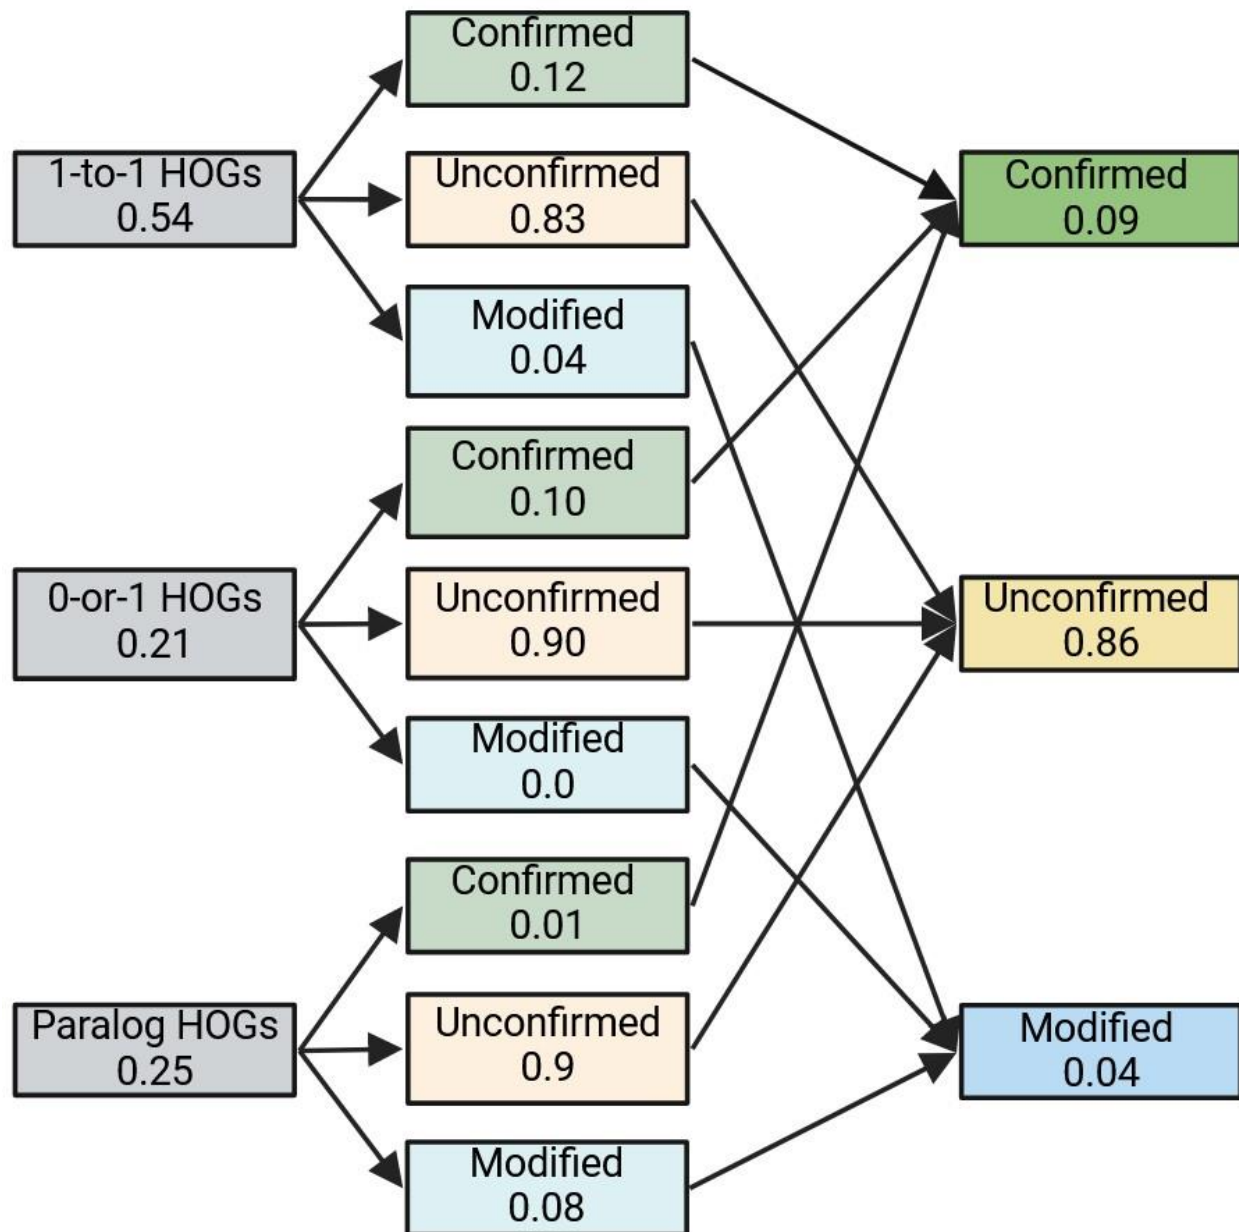 1-to-1 HOGs
0.54
Confirmed
0.12
Unconfirmed
0.83
Modified
0.04
0-or-1 HOGs
0.21
Confirmed
0.10
Unconfirmed
0.90
Modified
0.0
Paralog HOGs
0.25
Confirmed
0.01
Unconfirmed
0.9
Modified
0.08
Confirmed
0.09
Unconfirmed
0.86
Modified
0.04